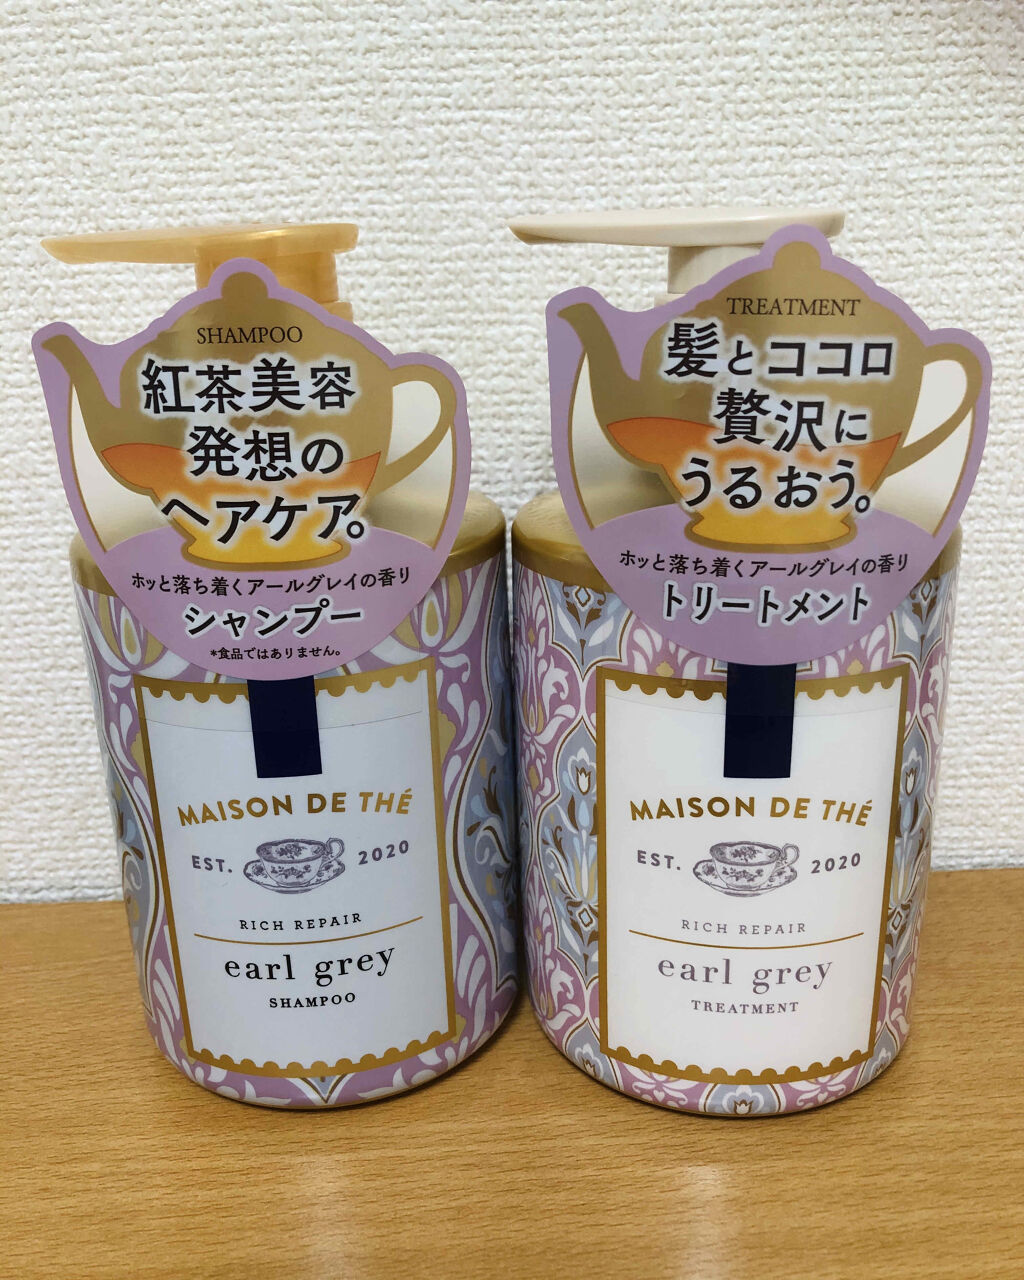 SHAMPOO
紅茶美容
発想の
ヘアケア。
ホッと落ち着くアールグレイの香り
シャンプー
*食品ではありません。
MAISON DE THÉ
EST. 2020
RICH REPAIR
earl grey
SHAMPOO
TREATMENT
髪とココロ
贅沢に
うるおう。
ホッと落ち着くアールグレイの香り
トリートメント
MAISON DE THÉ
EST. 2020
RICH REPAIR
earl grey
TREATMENT